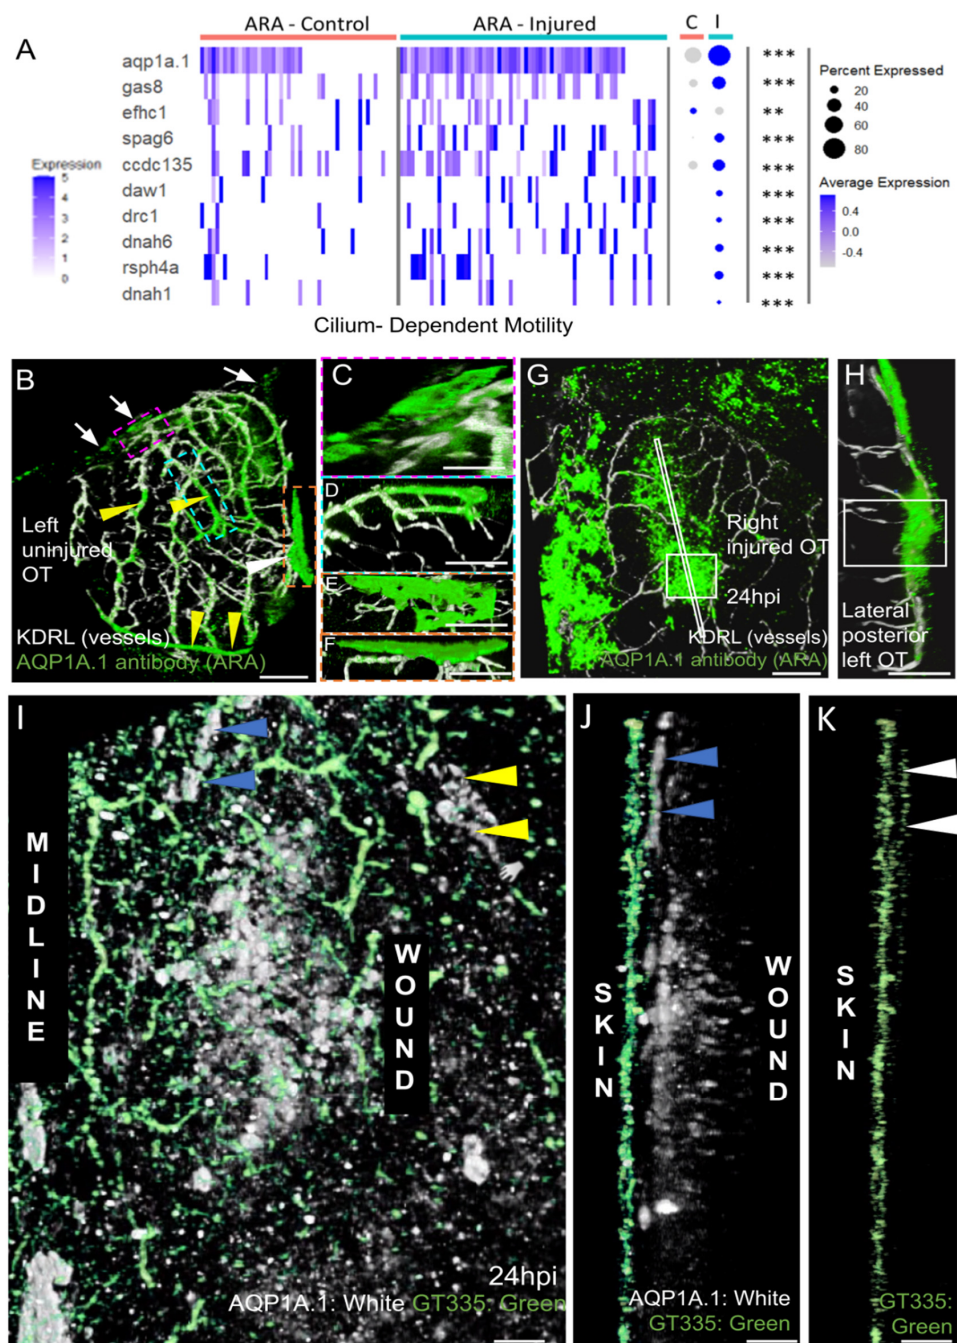 A
ARA - Control
ARA - Injured
C
I
aqp1a.1
gas8
efhc1
spag6
ccdc135
daw1
drc1
dnah6
rsph4a
dnah1
Expression
5
4
3
2
1
0
***
***
**
***
***
***
***
***
***
***
Percent Expressed
20
40
60
80
Average Expression
0.4
0.0
-0.4
Cilium- Dependent Motility
B
Left
uninjured
OT
KDRL (vessels)
AQP1A.1 antibody (ARA)
C
D
E
F
G
Right
injured OT
24hpi
KDRL (vessels)
AQP1A.1 antibody (ARA)
H
Lateral
posterior
left OT
I
MIDLINE
WOUND
24hpi
AQP1A.1: White GT335: Green
J
SKIN
WOUND
AQP1A.1: White
GT335: Green
K
SKIN
GT335:
Green